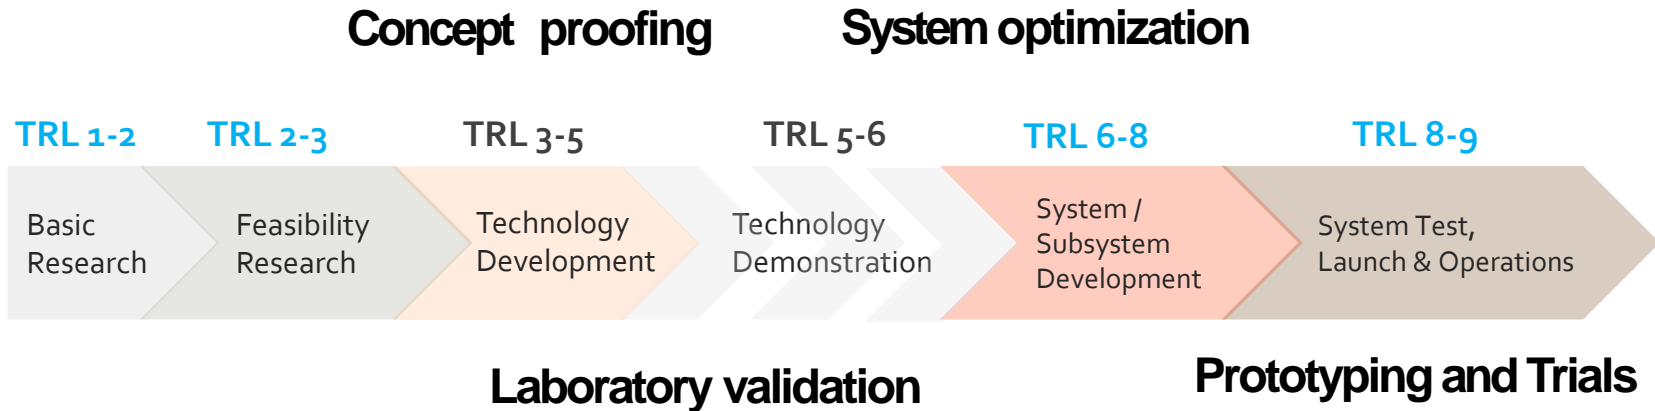 Concept proofing
System optimization
TRL 1-2
TRL 2-3
TRL 3-5
TRL 5-6
TRL 6-8
TRL 8-9
Basic
Research
Feasibility
Research
Technology
Development
Technology
Demonstration
System /
Subsystem
Development
System Test,
Launch & Operations
Laboratory validation
Prototyping and Trials